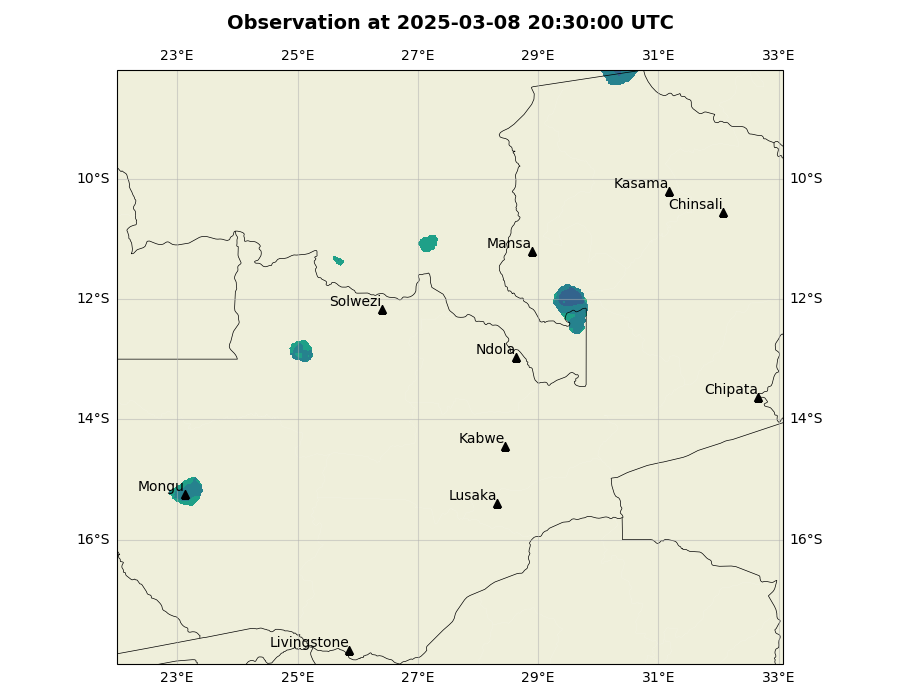 Observation at 2025-03-08 20:30:00 UTC
23°E 25°E 27°E 29°E 31°E 33°E
10°S 10°S
Kasama
Chinsali
Mansa
12°S 12°S
Solwezi
Ndola
Chipata
14°S 14°S
Kabwe
Mongu
Lusaka
16°S 16°S
Livingstone
23°E 25°E 27°E 29°E 31°E 33°E